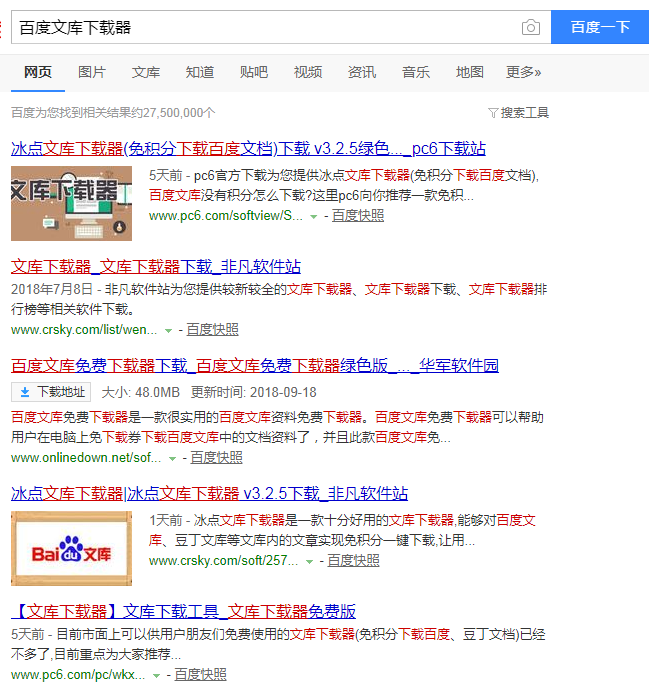 百度文库下载器
百度一下
网页 图片 文库 知道 贴吧 视频 资讯 音乐 地图 更多»
百度为您找到相关结果约27,500,000个
搜索工具
冰点文库下载器(免积分下载百度文档)下载 v3.2.5绿色..._pc6下载站
文库下载器
5天前 - pc6官方下载为您提供冰点文库下载器(免积分下载百度文档),
百度文库没有积分怎么下载?这里pc6向你推荐一款免积...
www.pc6.com/softview/S... - 百度快照
文库下载器_文库下载器下载_非凡软件站
2018年7月8日 - 非凡软件站为您提供较新较全的文库下载器、文库下载器下载、文库下载器排
行榜等相关软件下载。
www.crsky.com/list/wen... - 百度快照
百度文库免费下载器下载_百度文库免费下载器绿色版_..._华军软件园
下载地址 大小: 48.0MB 更新时间: 2018-09-18
百度文库免费下载器是一款很实用的百度文库资料免费下载器。百度文库免费下载器可以帮助
用户在电脑上免下载券下载百度文库中的文档资料了，并且此款百度文库免...
www.onlinedown.net/sof... - 百度快照
冰点文库下载器|冰点文库下载器 v3.2.5下载_非凡软件站
Baidu文库
1天前 - 冰点文库下载器是一款十分好用的文库下载器,能够对百度文
库、豆丁文库等文库内的文章实现免积分一键下载,让用...
www.crsky.com/soft/257... - 百度快照
【文库下载器】文库下载工具_文库下载器免费版
5天前 - 目前市面上可以供用户朋友们免费使用的文库下载器(免积分下载百度、豆丁文档)已经
不多了,目前重点为大家推荐...
www.pc6.com/pc/wkx... - 百度快照